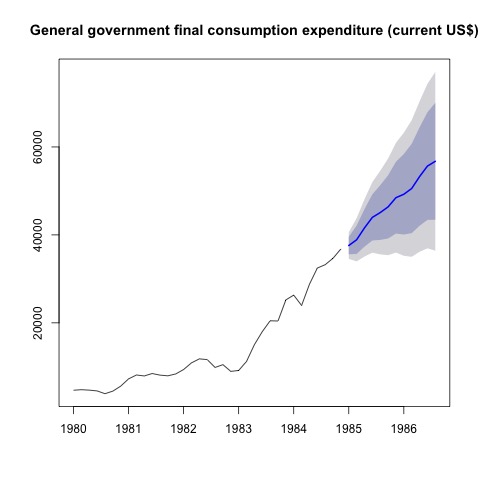 General government final consumption expenditure (current US$)
60000
40000
20000
1980 1981 1982 1983 1984 1985 1986